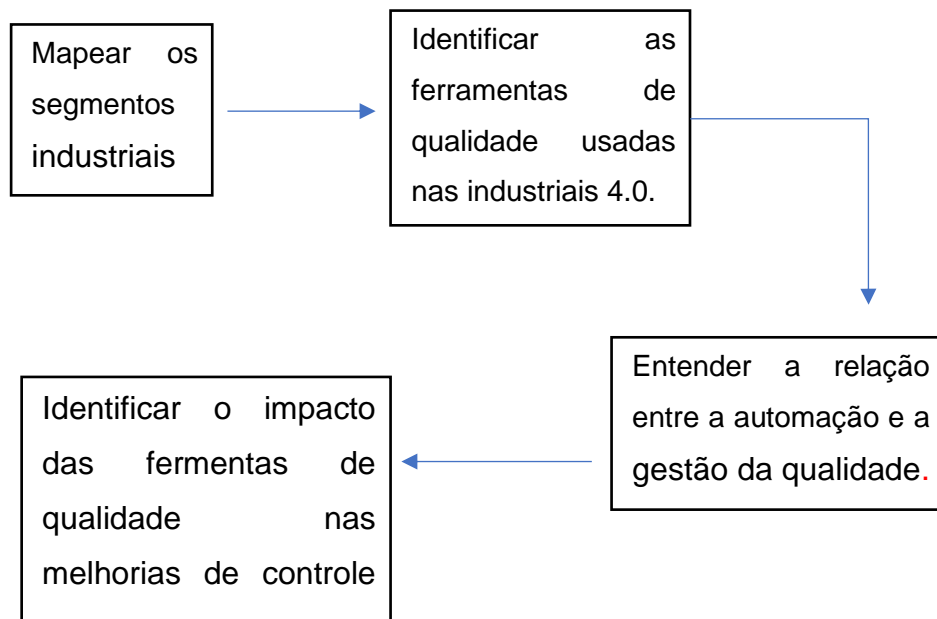 Mapear os
segmentos
industriais
Identificar as
ferramentas de
qualidade usadas
nas industriais 4.0.
Entender a relação
entre a automação e a
gestão da qualidade.
Identificar o impacto
das fermentas de
qualidade nas
melhorias de controle